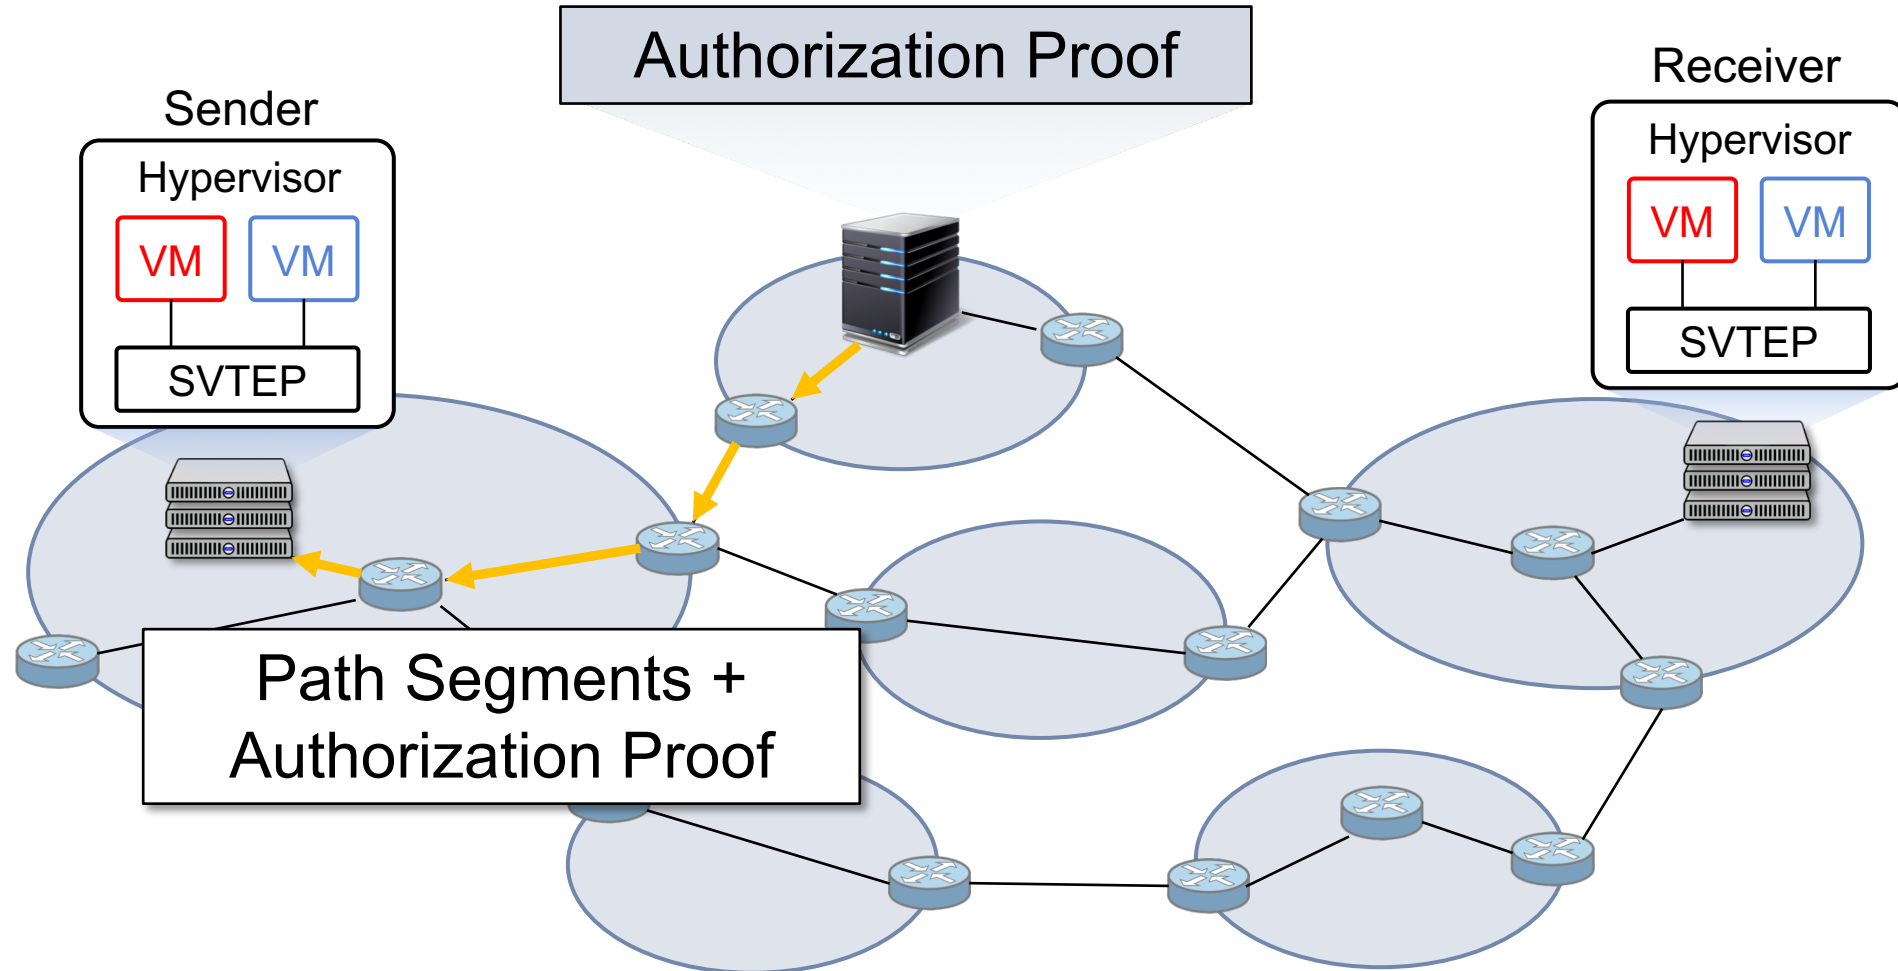 Authorization Proof
Sender
Hypervisor
VM VM
SVTEP
Receiver
Hypervisor
VM VM
SVTEP
Path Segments +
Authorization Proof